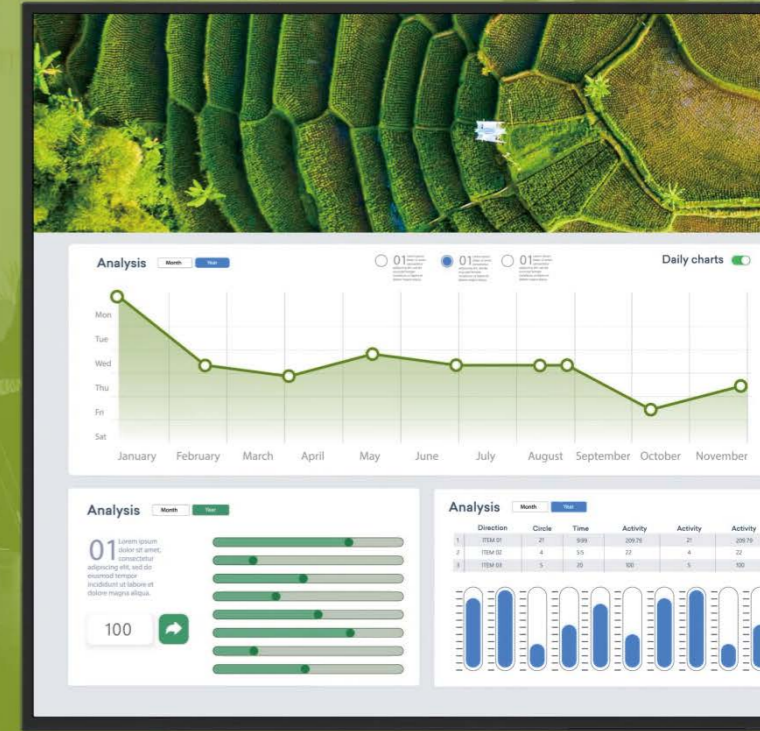 Analysis Month Year
01
01
01
Daily charts
Mon
Tue
Wed
Thu
Fri
Sat
January February March April May June July August September October November
Analysis Month Year
01 Lorem ipsum
dolor sit amet,
consectetur
adipiscing elit, sed do
eiusmod tempor
incididunt ut labore et
dolore magna aliqua.
100
Analysis Month Year
Direction Circle Time Activity Activity Activity
1 ITEM 01 21 9.99 209.79 21 209.79
2 ITEM 02 4 5.5 22 4 22
3 ITEM 03 5 20 100 5 100